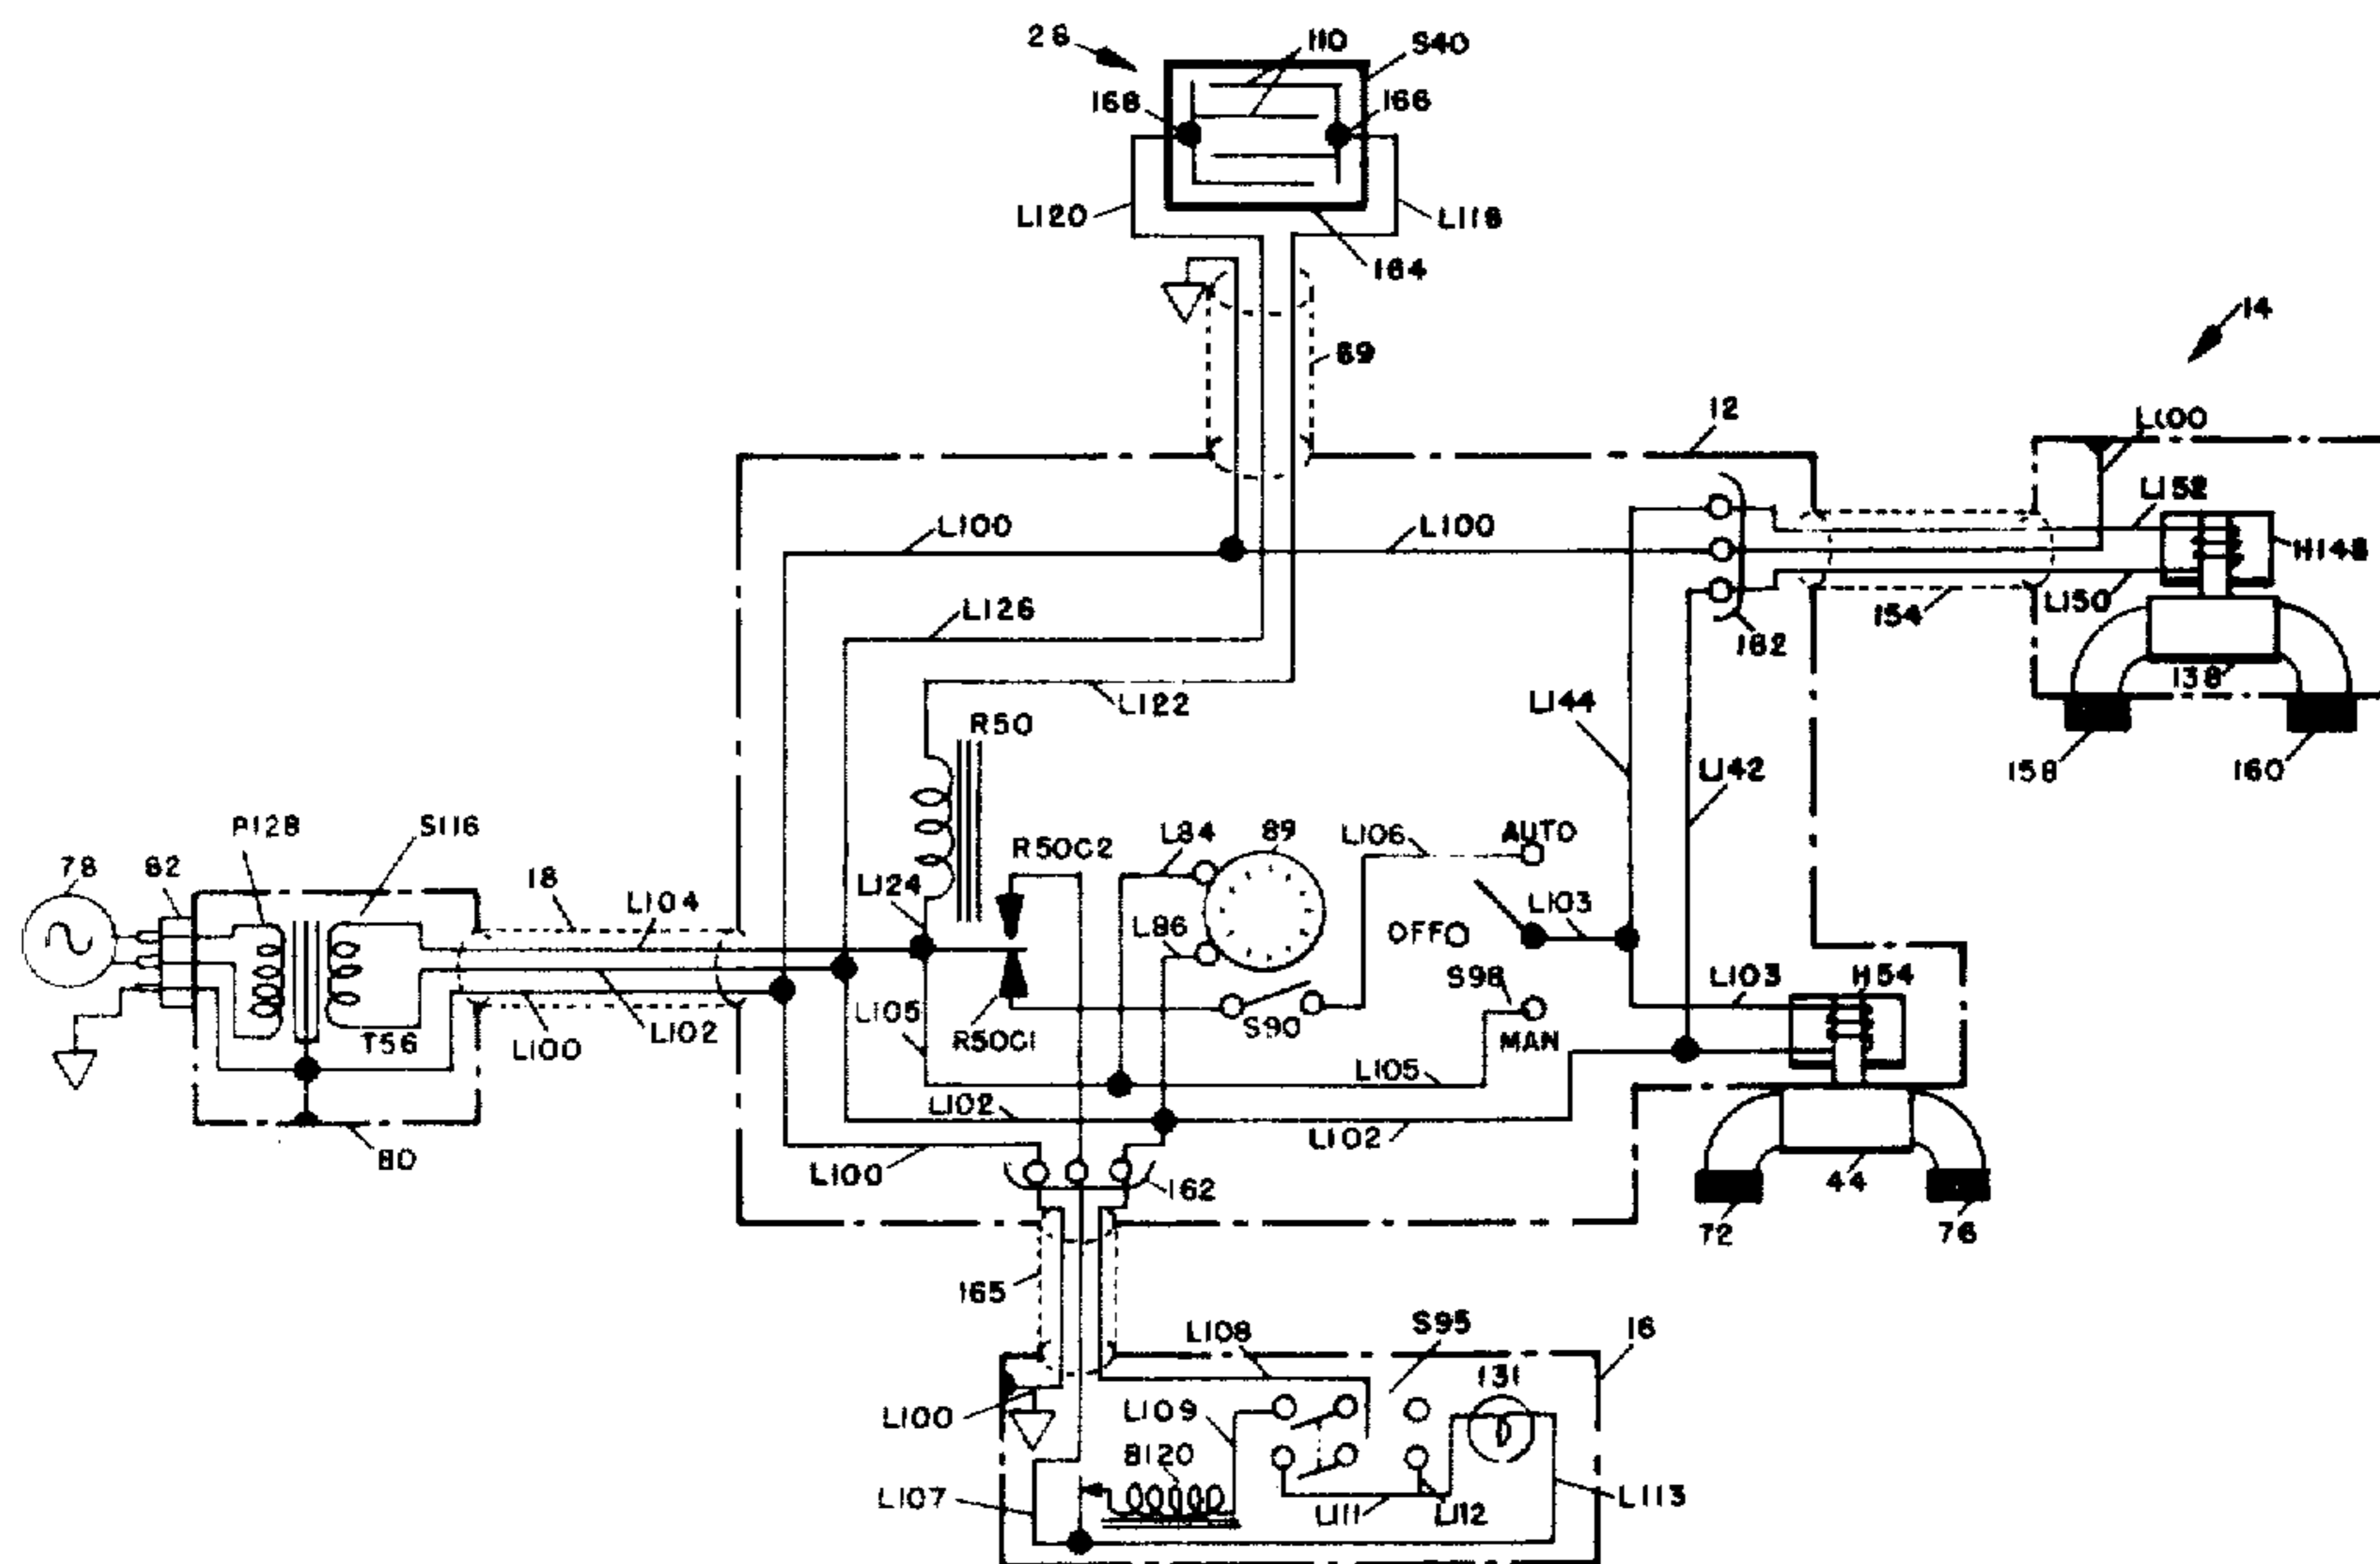 28
110
S40
168
166
L120
L118
164
14
69
12
L100
L100
L100
L152
H148
L126
154
L150
162
138
L122
L144
R50
L142
158
160
P128
S116
L84
89
L106
AUTO
R50C2
78
82
18
L104
L124
L86
L103
OFF
S98
L103
H54
L105
S90
R50C1
MAN
T56
L100
L102
L105
L102
L102
80
L100
162
44
72
76
165
L108
S95
16
131
L100
L109
B120
L107
L111
L112
L113